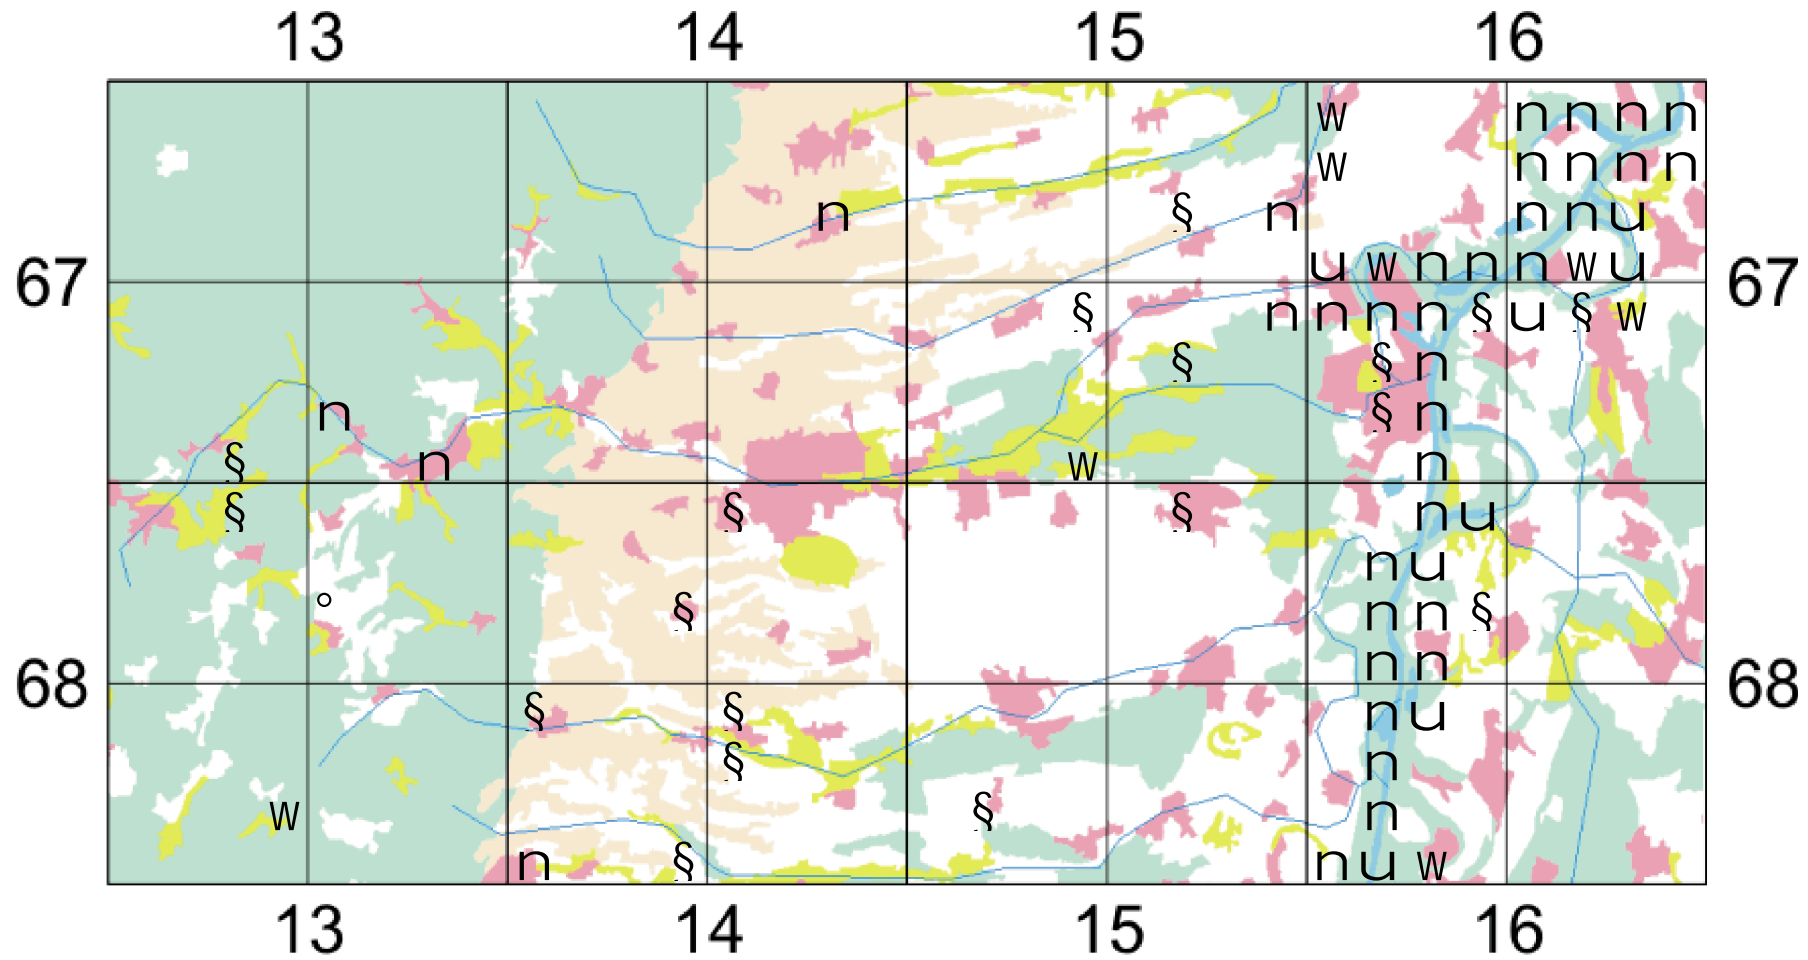 13 14 15 16
w n n n n
w n n n n
n § n n n u
67 u w n n n w u 67
§ n n n n § u § w
§ § n
n § n
§ n w n
§ § § n u
n u
° § n n §
n n
68 68
§ § n u
§ n
w § n
n § n u w
13 14 15 16